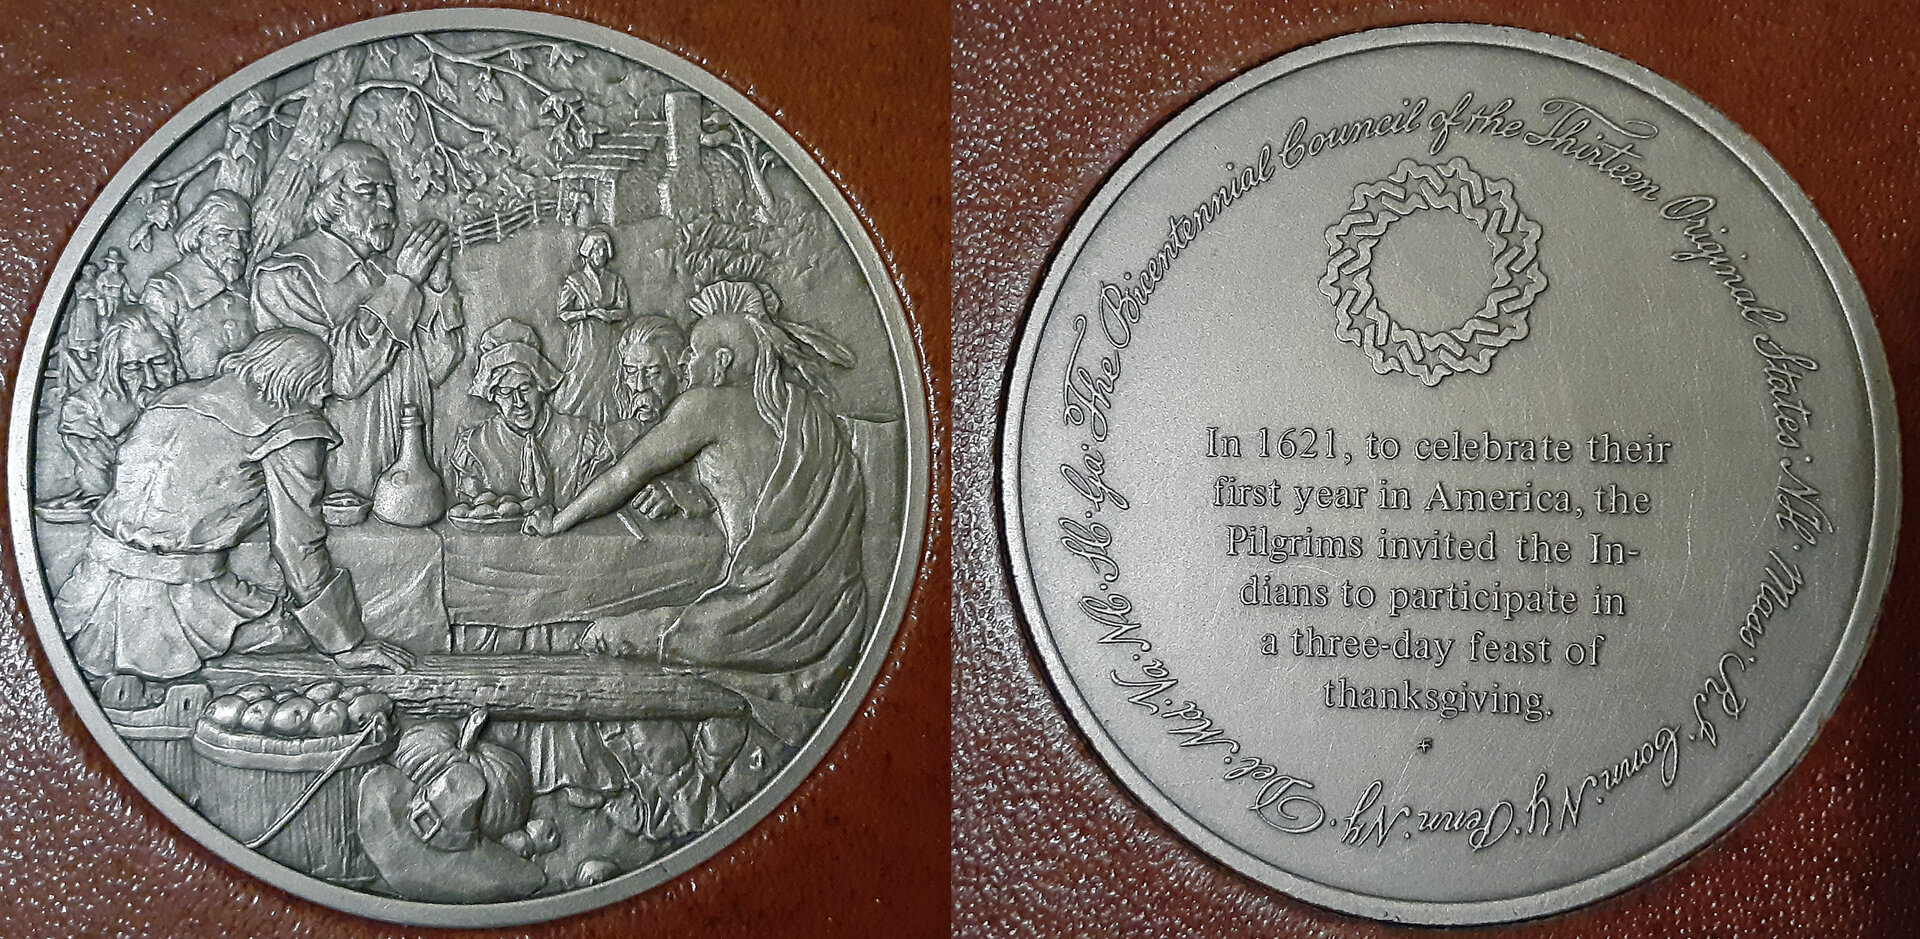 The Bicentennial Council of the Thirteen Original States · N.H. · Mass · R.I. · Conn · N.Y. · Penn · N.J. · Del · Md · Va · N.C. · S.C. · Ga ·
In 1621, to celebrate their
first year in America, the
Pilgrims invited the In-
dians to participate in
a three-day feast of
thanksgiving.